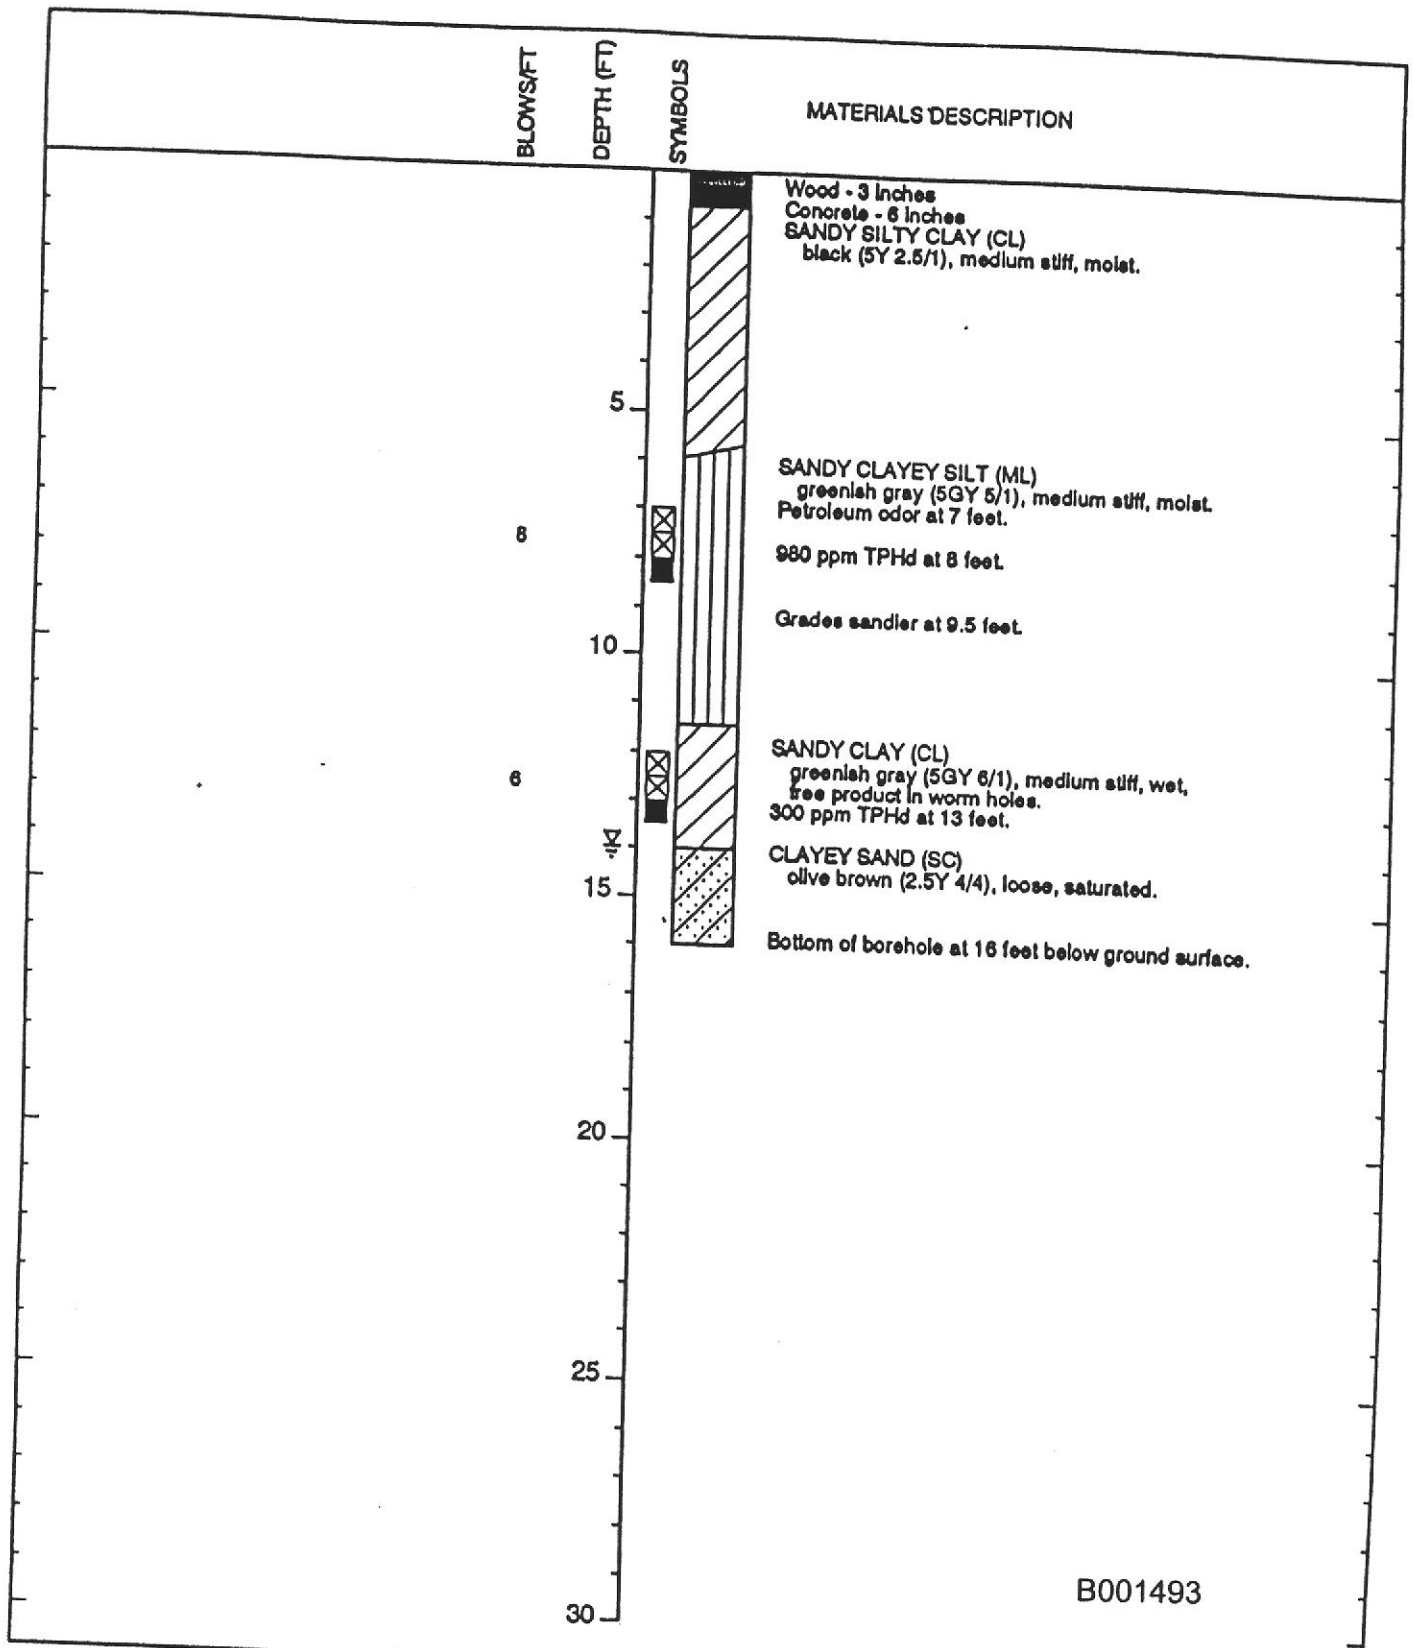 BLOWS/FT
DEPTH (FT)
SYMBOLS
MATERIALS DESCRIPTION
Wood - 3 Inches
Concrete - 6 Inches
SANDY SILTY CLAY (CL)
black (5Y 2.5/1), medium stiff, moist.
5
SANDY CLAYEY SILT (ML)
greenish gray (5GY 5/1), medium stiff, moist.
Petroleum odor at 7 feet.
8
980 ppm TPHd at 8 feet.
Grades sandier at 9.5 feet.
10
SANDY CLAY (CL)
greenish gray (5GY 6/1), medium stiff, wet,
free product in worm holes.
6
300 ppm TPHd at 13 feet.
CLAYEY SAND (SC)
olive brown (2.5Y 4/4), loose, saturated.
15
Bottom of borehole at 16 feet below ground surface.
20
25
30
B001493